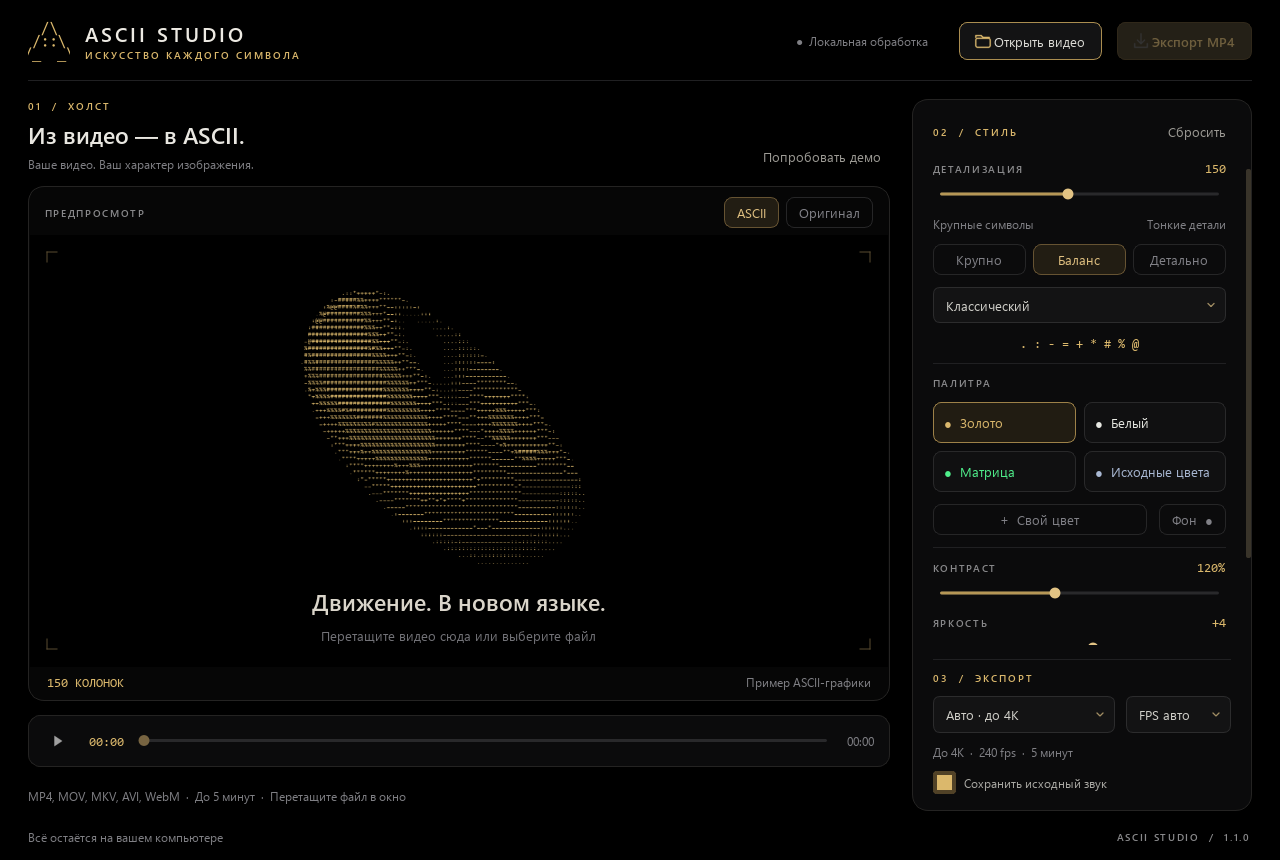 ASCII STUDIO
ИСКУССТВО КАЖДОГО СИМВОЛА
Локальная обработка
Открыть видео
Экспорт MP4
01 / ХОЛСТ
Из видео — в ASCII.
Ваше видео. Ваш характер изображения.
Попробовать демо
ПРЕДПРОСМОТР
ASCII
Оригинал
Движение. В новом языке.
Перетащите видео сюда или выберите файл
150 КОЛОНОК
Пример ASCII-графики
00:00
00:00
MP4, MOV, MKV, AVI, WebM · До 5 минут · Перетащите файл в окно
02 / СТИЛЬ
Сбросить
ДЕТАЛИЗАЦИЯ
150
Крупные символы
Тонкие детали
Крупно
Баланс
Детально
Классический
. : - = + * # % @
ПАЛИТРА
Золото
Белый
Матрица
Исходные цвета
+ Свой цвет
Фон
КОНТРАСТ
120%
ЯРКОСТЬ
+4
03 / ЭКСПОРТ
Авто · до 4K
FPS авто
До 4K · 240 fps · 5 минут
Сохранить исходный звук
Всё остаётся на вашем компьютере
ASCII STUDIO / 1.1.0